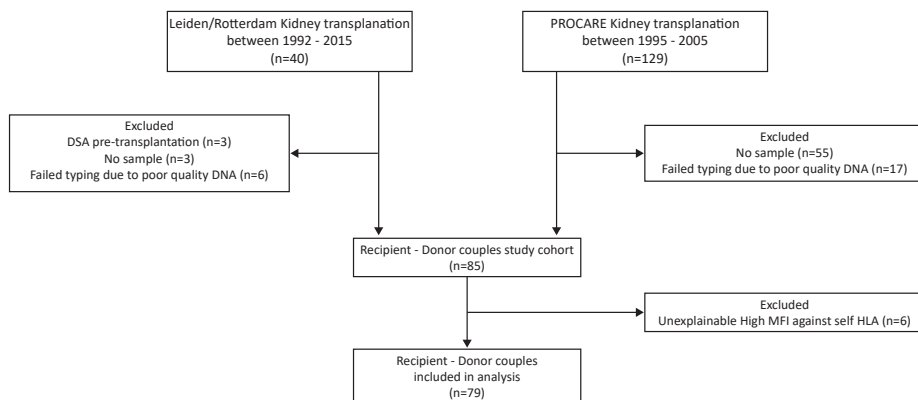 Leiden/Rotterdam Kidney transplanation
between 1992 - 2015
(n=40)
PROCARE Kidney transplanation
between 1995 - 2005
(n=129)
Excluded
DSA pre-transplantation (n=3)
No sample (n=3)
Failed typing due to poor quality DNA (n=6)
Excluded
No sample (n=55)
Failed typing due to poor quality DNA (n=17)
Recipient - Donor couples study cohort
(n=85)
Excluded
Unexplainable High MFI against self HLA (n=6)
Recipient - Donor couples
included in analysis
(n=79)